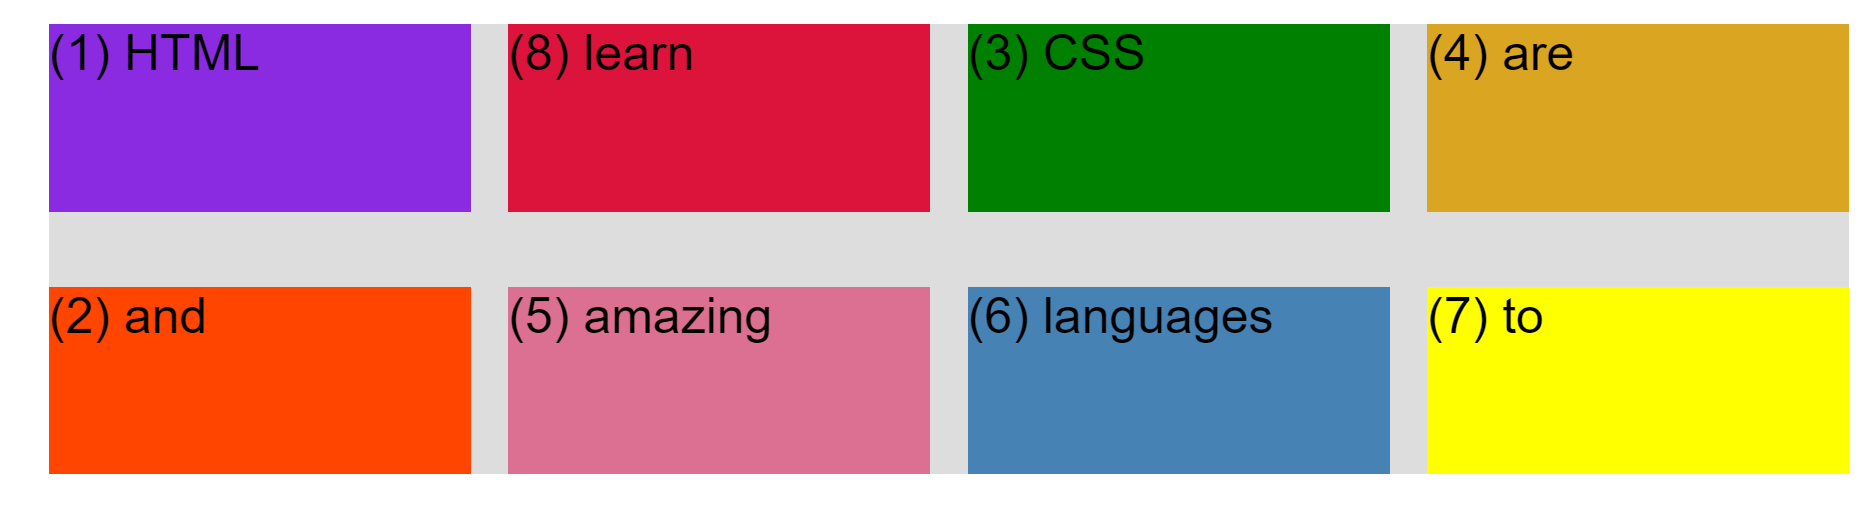 (1) HTML
(8) learn
(3) CSS
(4) are
(2) and
(5) amazing
(6) languages
(7) to